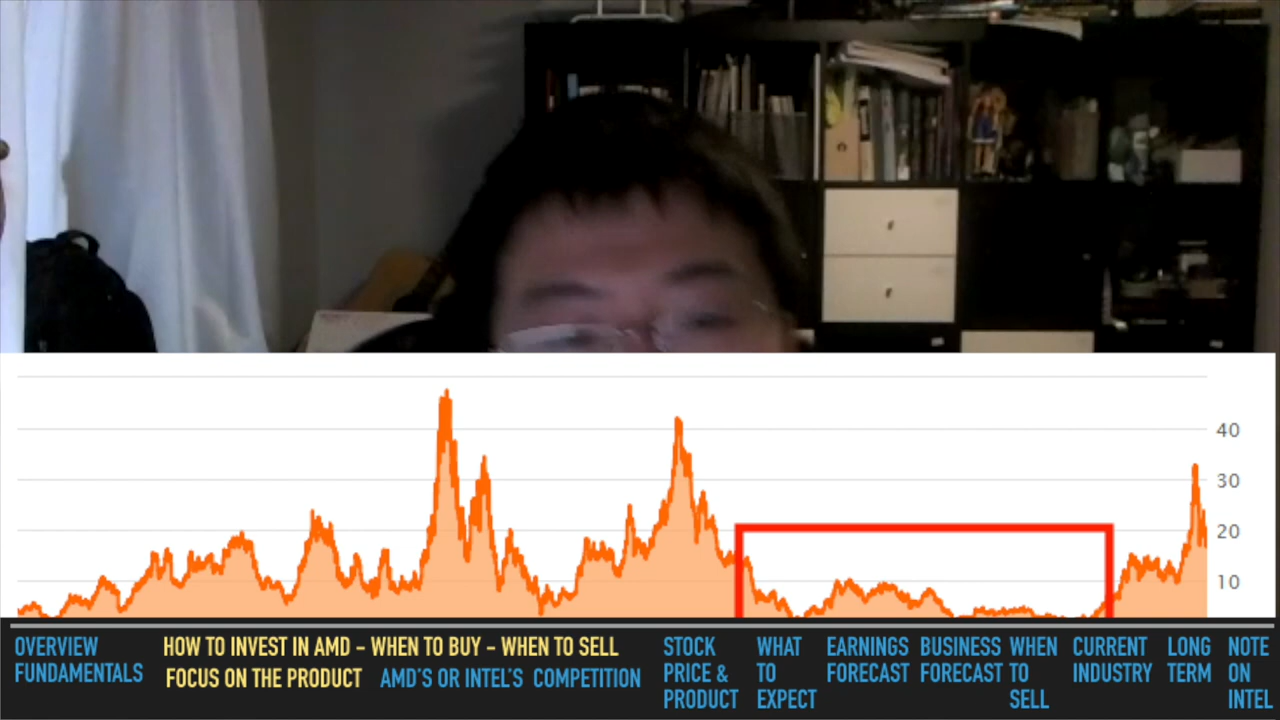 40
30
20
10
OVERVIEW
FUNDAMENTALS
HOW TO INVEST IN AMD - WHEN TO BUY - WHEN TO SELL
FOCUS ON THE PRODUCT
AMD'S OR INTEL'S COMPETITION
STOCK
PRICE &
PRODUCT
WHAT
TO
EXPECT
EARNINGS
FORECAST
BUSINESS
FORECAST
WHEN
TO
SELL
CURRENT
INDUSTRY
LONG
TERM
NOTE
ON
INTEL